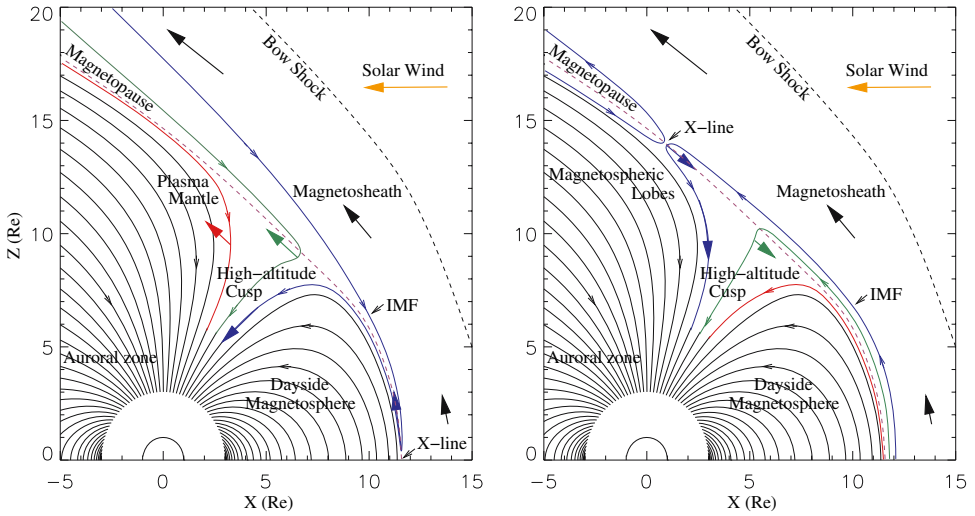 20
15
10
5
0
Z (Re)
−5
0
5
10
15
X (Re)
Bow Shock
Solar Wind
Magnetopause
Plasma
Mantle
Magnetosheath
High−altitude
Cusp
IMF
Auroral zone
Dayside
Magnetosphere
X−line
20
15
10
5
0
−5
0
5
10
15
X (Re)
Bow Shock
Solar Wind
Magnetopause
X−line
Magnetospheric
Lobes
Magnetosheath
High−altitude
Cusp
IMF
Auroral zone
Dayside
Magnetosphere